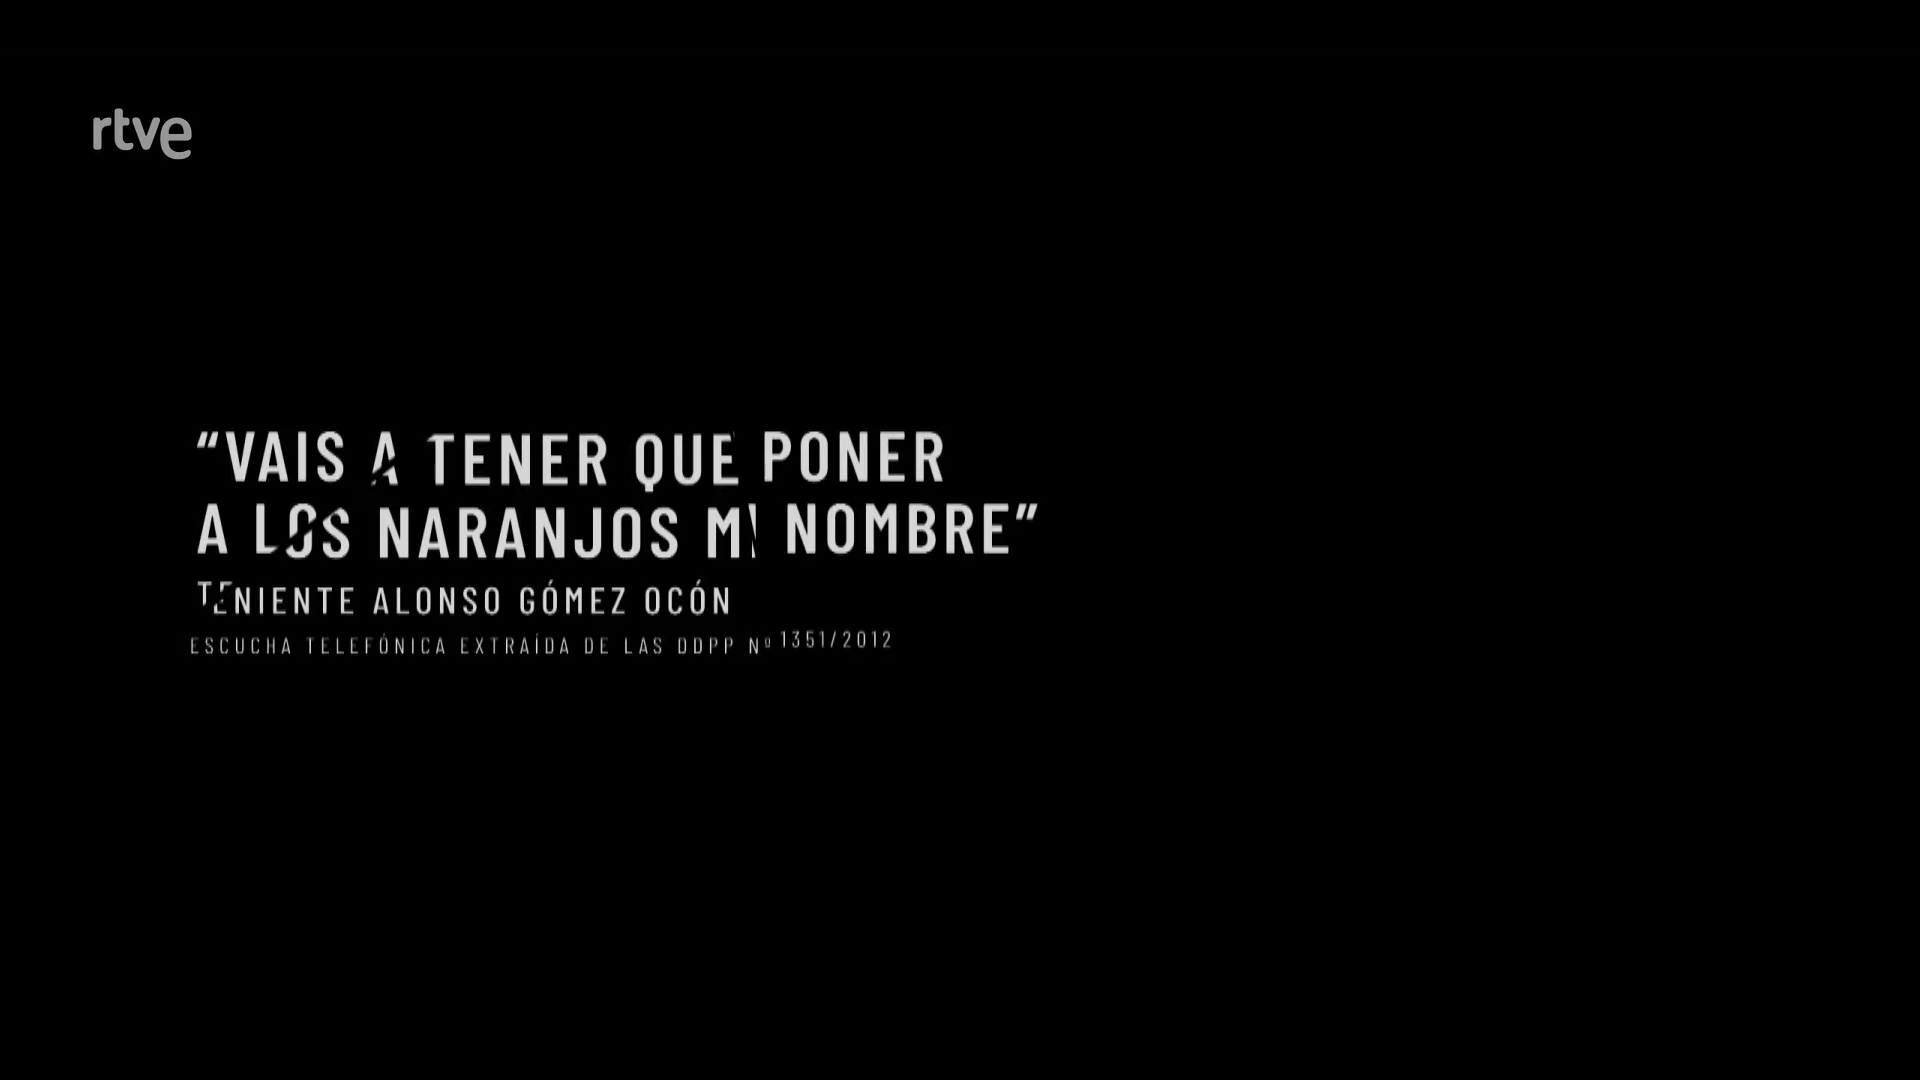 rtve
“VAIS A TENER QUE PONER
A LOS NARANJOS MI NOMBRE”
TENIENTE ALONSO GÓMEZ OCÓN
ESCUCHA TELEFÓNICA EXTRAÍDA DE LAS DDPP Nº 1351/2012